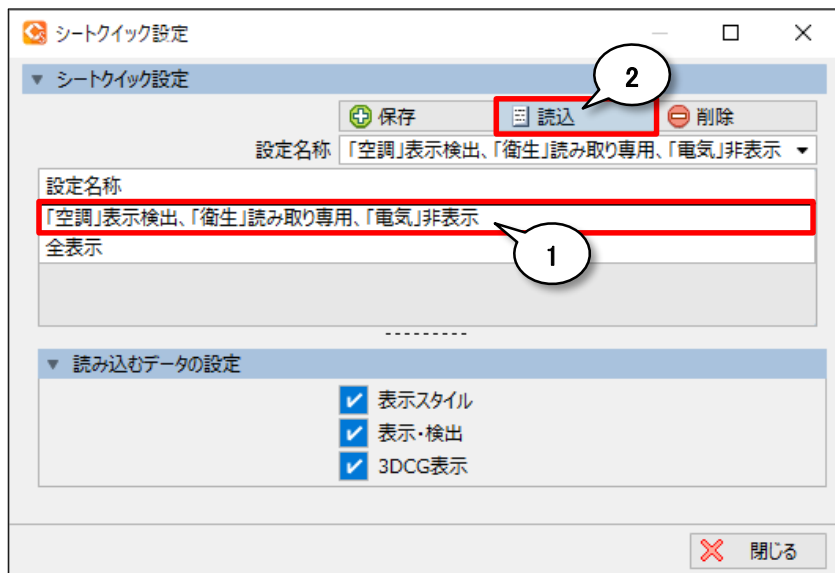 シートクイック設定
シートクイック設定
2
保存 読込 削除
設定名称 「空調」表示検出、「衛生」読み取り専用、「電気」非表示
設定名称
「空調」表示検出、「衛生」読み取り専用、「電気」非表示
全表示
1
読み込むデータの設定
表示スタイル
表示・検出
3DCG表示
閉じる